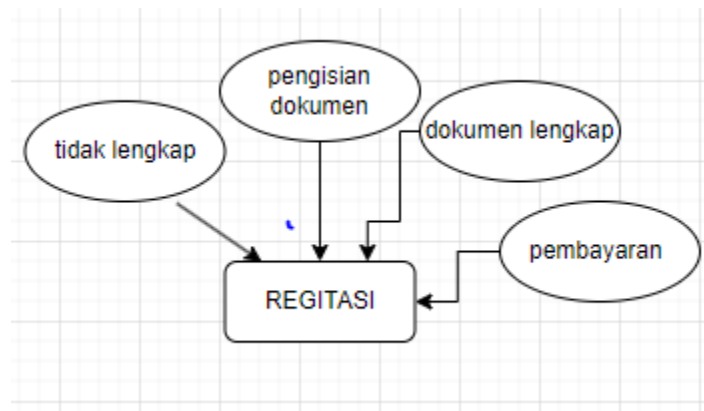 pengisian
dokumen
tidak lengkap
dokumen lengkap
pembayaran
REGITASI